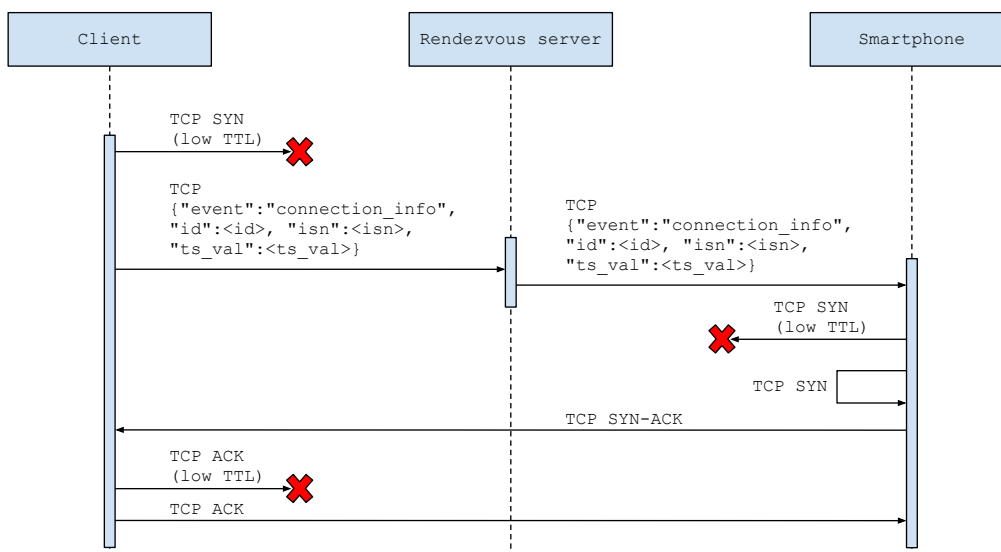 Client
Rendezvous server
Smartphone
TCP SYN
(low TTL)
TCP
{"event":"connection_info",
"id":<id>, "isn":<isn>,
"ts_val":<ts_val>}
TCP
{"event":"connection_info",
"id":<id>, "isn":<isn>,
"ts_val":<ts_val>}
TCP SYN
(low TTL)
TCP SYN
TCP SYN-ACK
TCP ACK
(low TTL)
TCP ACK